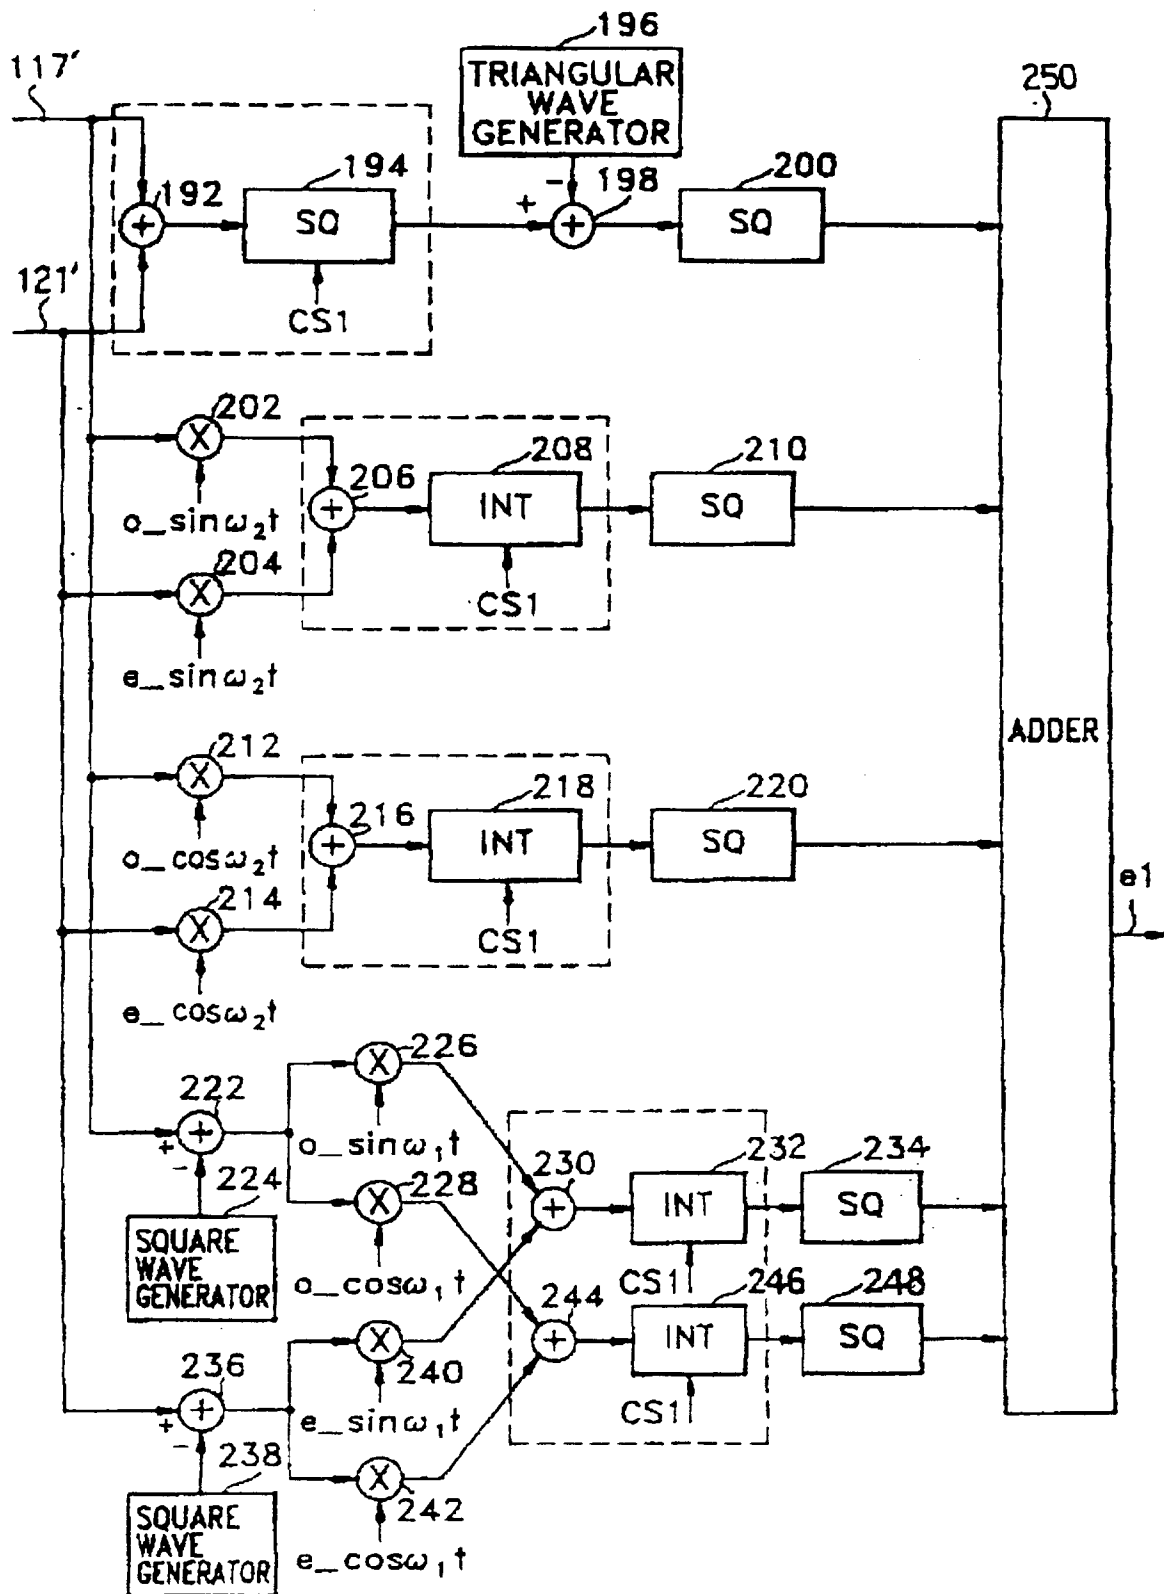 196
117'
TRIANGULAR
WAVE
GENERATOR
250
194
192
SQ
- 198
+
200
SQ
121'
CS1
202
208
210
206
INT
SQ
o_sinω₂t
204
CS1
e_sinω₂t
ADDER
212
218
220
216
INT
SQ
o_cosω₂t
214
CS1
e1
e_cosω₂t
226
222
o_sinω₁t
+
-
224
228
230
232
234
INT
SQ
SQUARE
WAVE
GENERATOR
o_cosω₁t
CS1
244
246
248
INT
SQ
236
240
+
-
e_sinω₁t
CS1
238
242
SQUARE
WAVE
GENERATOR
e_cosω₁t